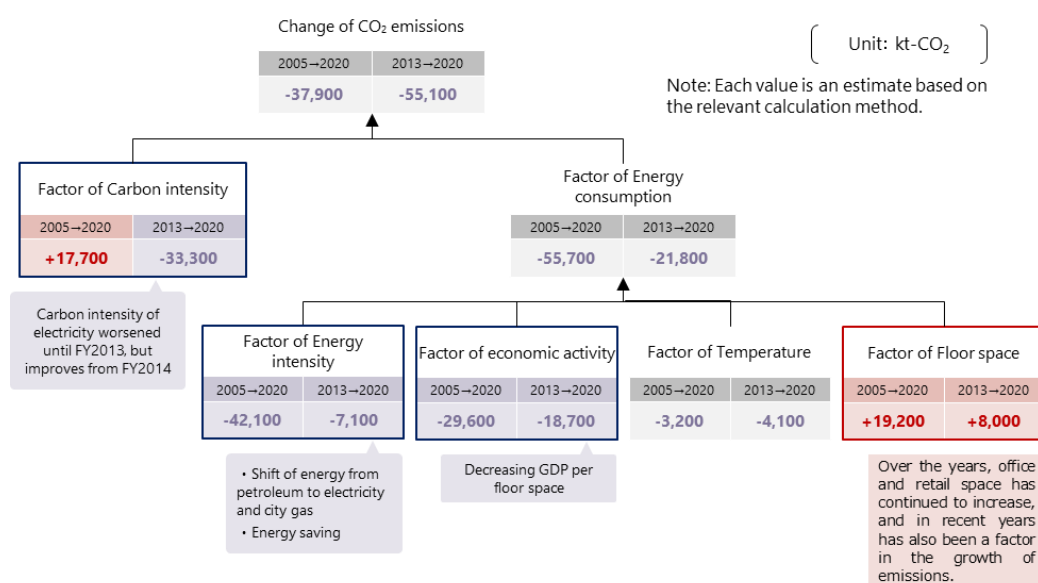 Change of CO₂ emissions
Unit: kt-CO₂
2005→2020 2013→2020
-37,900 -55,100
Note: Each value is an estimate based on
the relevant calculation method.
Factor of Carbon intensity
2005→2020 2013→2020
+17,700 -33,300
Carbon intensity of
electricity worsened
until FY2013, but
improves from FY2014
Factor of Energy
consumption
2005→2020 2013→2020
-55,700 -21,800
Factor of Energy
intensity
2005→2020 2013→2020
-42,100 -7,100
・Shift of energy from
petroleum to electricity
and city gas
・Energy saving
Factor of economic activity
2005→2020 2013→2020
-29,600 -18,700
Decreasing GDP per
floor space
Factor of Temperature
2005→2020 2013→2020
-3,200 -4,100
Factor of Floor space
2005→2020 2013→2020
+19,200 +8,000
Over the years, office
and retail space has
continued to increase,
and in recent years
has also been a factor
in the growth of
emissions.